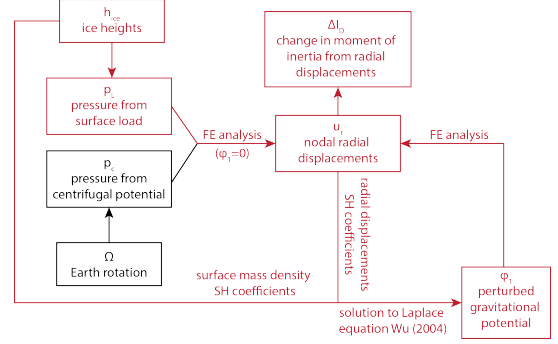 h_ice
ice heights
ΔI_D
change in moment of
inertia from radial
displacements
p_L
pressure from
surface load
FE analysis
(φ₁=0)
u_r
nodal radial
displacements
FE analysis
p_c
pressure from
centrifugal potential
radial displacements
SH coefficients
Ω
Earth rotation
surface mass density
SH coefficients
φ₁
perturbed
gravitational
potential
solution to Laplace
equation Wu (2004)